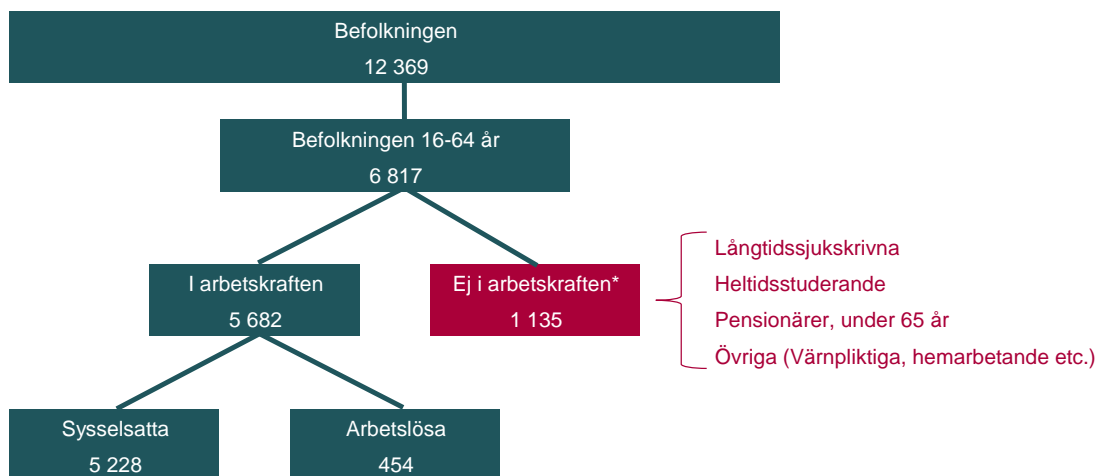 Befolkningen
12 369
Befolkningen 16-64 år
6 817
I arbetskraften
5 682
Ej i arbetskraften*
1 135
Långtidssjukskrivna
Heltidsstuderande
Pensionärer, under 65 år
Övriga (Värnpliktiga, hemarbetande etc.)
Sysselsatta
5 228
Arbetslösa
454